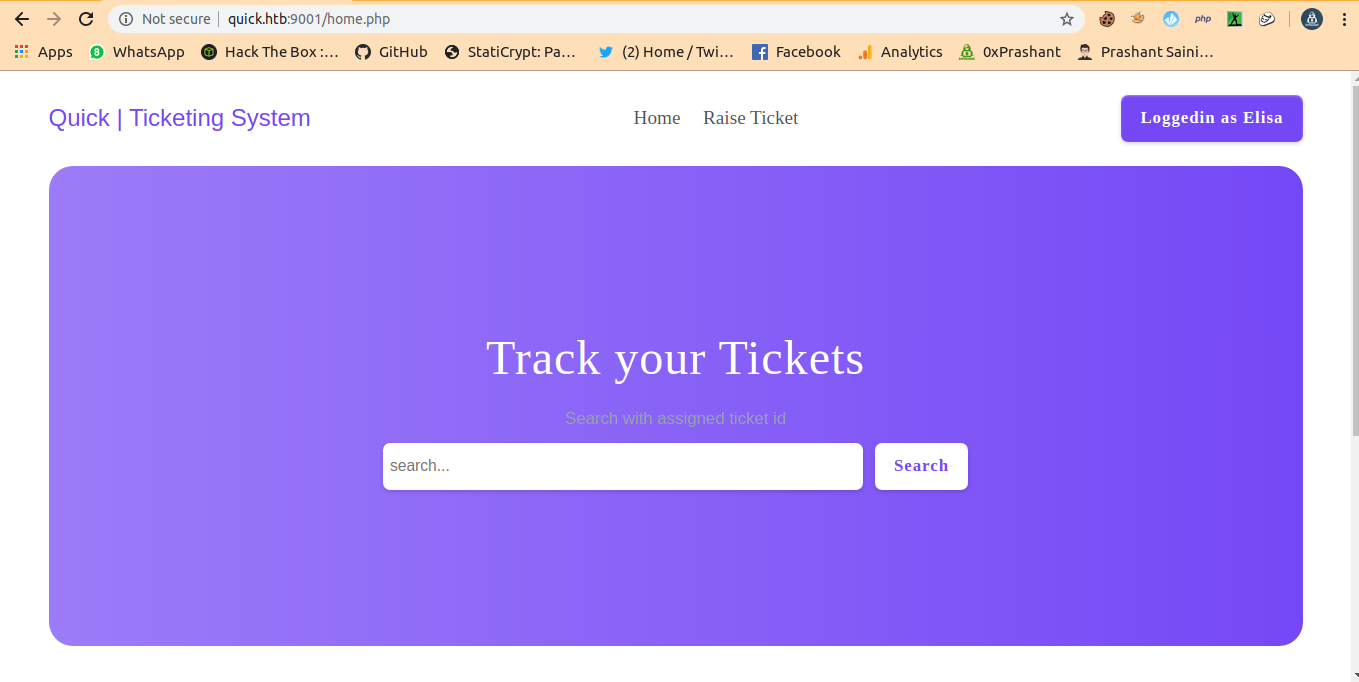 Not secure | quick.htb:9001/home.php php
Apps 8 WhatsApp Hack The Box :... GitHub StatiCrypt: Pa... (2) Home / Twi... Facebook Analytics 0xPrashant Prashant Saini...
Quick | Ticketing System Home Raise Ticket Loggedin as Elisa
Track your Tickets
Search with assigned ticket id
search... Search